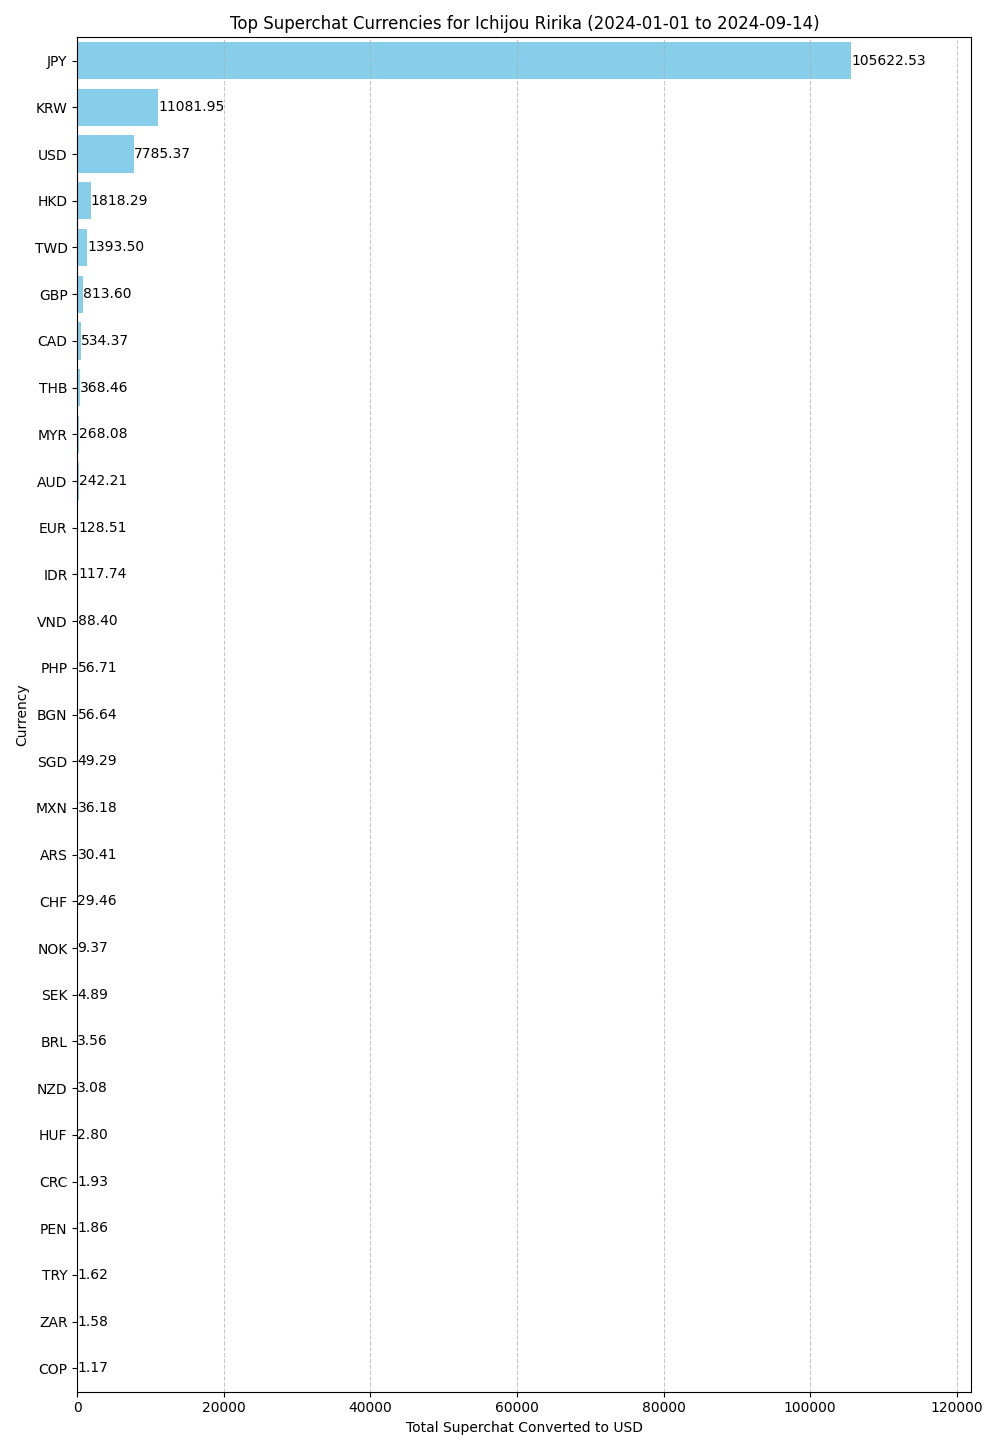 Top Superchat Currencies for Ichijou Ririka (2024-01-01 to 2024-09-14)
JPY 105622.53
KRW 11081.95
USD 7785.37
HKD 1818.29
TWD 1393.50
GBP 813.60
CAD 534.37
THB 368.46
MYR 268.08
AUD 242.21
EUR 128.51
IDR 117.74
VND 88.40
PHP 56.71
BGN 56.64
SGD 49.29
MXN 36.18
ARS 30.41
CHF 29.46
NOK 9.37
SEK 4.89
BRL 3.56
NZD 3.08
HUF 2.80
CRC 1.93
PEN 1.86
TRY 1.62
ZAR 1.58
COP 1.17
Currency
0 20000 40000 60000 80000 100000 120000
Total Superchat Converted to USD